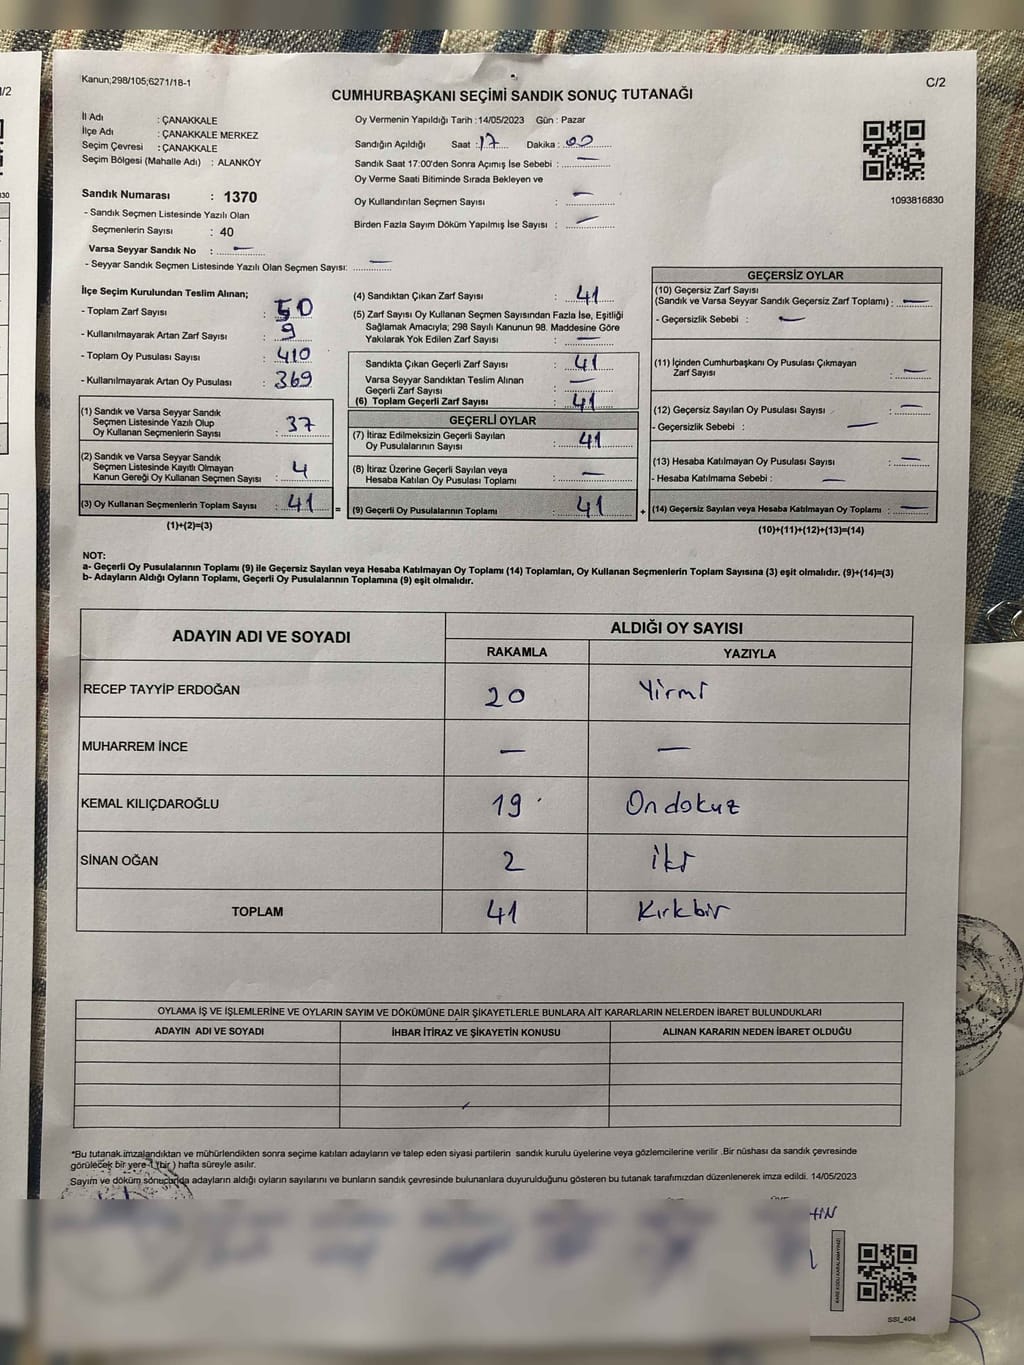 Kanun;298/105;6271/18-1
C/2
CUMHURBAŞKANI SEÇİMİ SANDIK SONUÇ TUTANAĞI
İl Adı : ÇANAKKALE
İlçe Adı : ÇANAKKALE MERKEZ
Seçim Çevresi : ÇANAKKALE
Seçim Bölgesi (Mahalle Adı) : ALANKÖY
Sandık Numarası : 1370
- Sandık Seçmen Listesinde Yazılı Olan
Seçmenlerin Sayısı : 40
Varsa Seyyar Sandık No : —
- Seyyar Sandık Seçmen Listesinde Yazılı Olan Seçmen Sayısı: —
Oy Vermenin Yapıldığı Tarih :14/05/2023 Gün : Pazar
Sandığın Açıldığı Saat : 17 Dakika : 00
Sandık Saat 17:00'den Sonra Açımış İse Sebebi : —
Oy Verme Saati Bitiminde Sırada Bekleyen ve
Oy Kullandırılan Seçmen Sayısı : —
Birden Fazla Sayım Döküm Yapılmış İse Sayısı : —
1093816830
İlçe Seçim Kurulundan Teslim Alınan;
- Toplam Zarf Sayısı : 50
- Kullanılmayarak Artan Zarf Sayısı : 9
- Toplam Oy Pusulası Sayısı : 410
- Kullanılmayarak Artan Oy Pusulası : 369
(1) Sandık ve Varsa Seyyar Sandık
Seçmen Listesinde Yazılı Olup
Oy Kullanan Seçmenlerin Sayısı : 37
(2) Sandık ve Varsa Seyyar Sandık
Seçmen Listesinde Kayıtlı Olmayan
Kanun Gereği Oy Kullanan Seçmen Sayısı : 4
(3) Oy Kullanan Seçmenlerin Toplam Sayısı : 41
(1)+(2)=(3)
(4) Sandıktan Çıkan Zarf Sayısı : 41
(5) Zarf Sayısı Oy Kullanan Seçmen Sayısından Fazla İse, Eşitliği
Sağlamak Amacıyla; 298 Sayılı Kanunun 98. Maddesine Göre
Yakılarak Yok Edilen Zarf Sayısı : —
Sandıkta Çıkan Geçerli Zarf Sayısı : 41
Varsa Seyyar Sandıktan Teslim Alınan
Geçerli Zarf Sayısı : —
(6) Toplam Geçerli Zarf Sayısı : 41
GEÇERLİ OYLAR
(7) İtiraz Edilmeksizin Geçerli Sayılan
Oy Pusulalarının Sayısı : 41
(8) İtiraz Üzerine Geçerli Sayılan veya
Hesaba Katılan Oy Pusulası Toplamı : —
= (9) Geçerli Oy Pusulalarının Toplamı : 41
GEÇERSİZ OYLAR
(10) Geçersiz Zarf Sayısı
(Sandık ve Varsa Seyyar Sandık Geçersiz Zarf Toplamı) : —
- Geçersizlik Sebebi : —
(11) İçinden Cumhurbaşkanı Oy Pusulası Çıkmayan
Zarf Sayısı : —
(12) Geçersiz Sayılan Oy Pusulası Sayısı : —
- Geçersizlik Sebebi : —
(13) Hesaba Katılmayan Oy Pusulası Sayısı : —
- Hesaba Katılmama Sebebi : —
+ (14) Geçersiz Sayılan veya Hesaba Katılmayan Oy Toplamı : —
(10)+(11)+(12)+(13)=(14)
NOT:
a- Geçerli Oy Pusulalarının Toplamı (9) ile Geçersiz Sayılan veya Hesaba Katılmayan Oy Toplamı (14) Toplamları, Oy Kullanan Seçmenlerin Toplam Sayısına (3) eşit olmalıdır. (9)+(14)=(3)
b- Adayların Aldığı Oyların Toplamı, Geçerli Oy Pusulalarının Toplamına (9) eşit olmalıdır.
ADAYIN ADI VE SOYADI
ALDIĞI OY SAYISI
RAKAMLA YAZIYLA
RECEP TAYYİP ERDOĞAN 20 Yirmi
MUHARREM İNCE — —
KEMAL KILIÇDAROĞLU 19 Ondokuz
SİNAN OĞAN 2 iki
TOPLAM 41 Kırkbir
OYLAMA İŞ VE İŞLEMLERİNE VE OYLARIN SAYIM VE DÖKÜMÜNE DAİR ŞİKAYETLERLE BUNLARA AİT KARARLARIN NELERDEN İBARET BULUNDUKLARI
ADAYIN ADI VE SOYADI İHBAR İTİRAZ VE ŞİKAYETİN KONUSU ALINAN KARARIN NEDEN İBARET OLDUĞU
*Bu tutanak imzalandıktan ve mühürlendikten sonra seçime katılan adayların ve talep eden siyasi partilerin sandık kurulu üyelerine veya gözlemcilerine verilir .Bir nüshası da sandık çevresinde
görülecek bir yere 1 (bir ) hafta süreyle asılır.
Sayım ve döküm sonucunda adayların aldığı oyların sayılarını ve bunların sandık çevresinde bulunanlara duyurulduğunu gösteren bu tutanak tarafımızdan düzenlenerek imza edildi. 14/05/2023
SSI_404